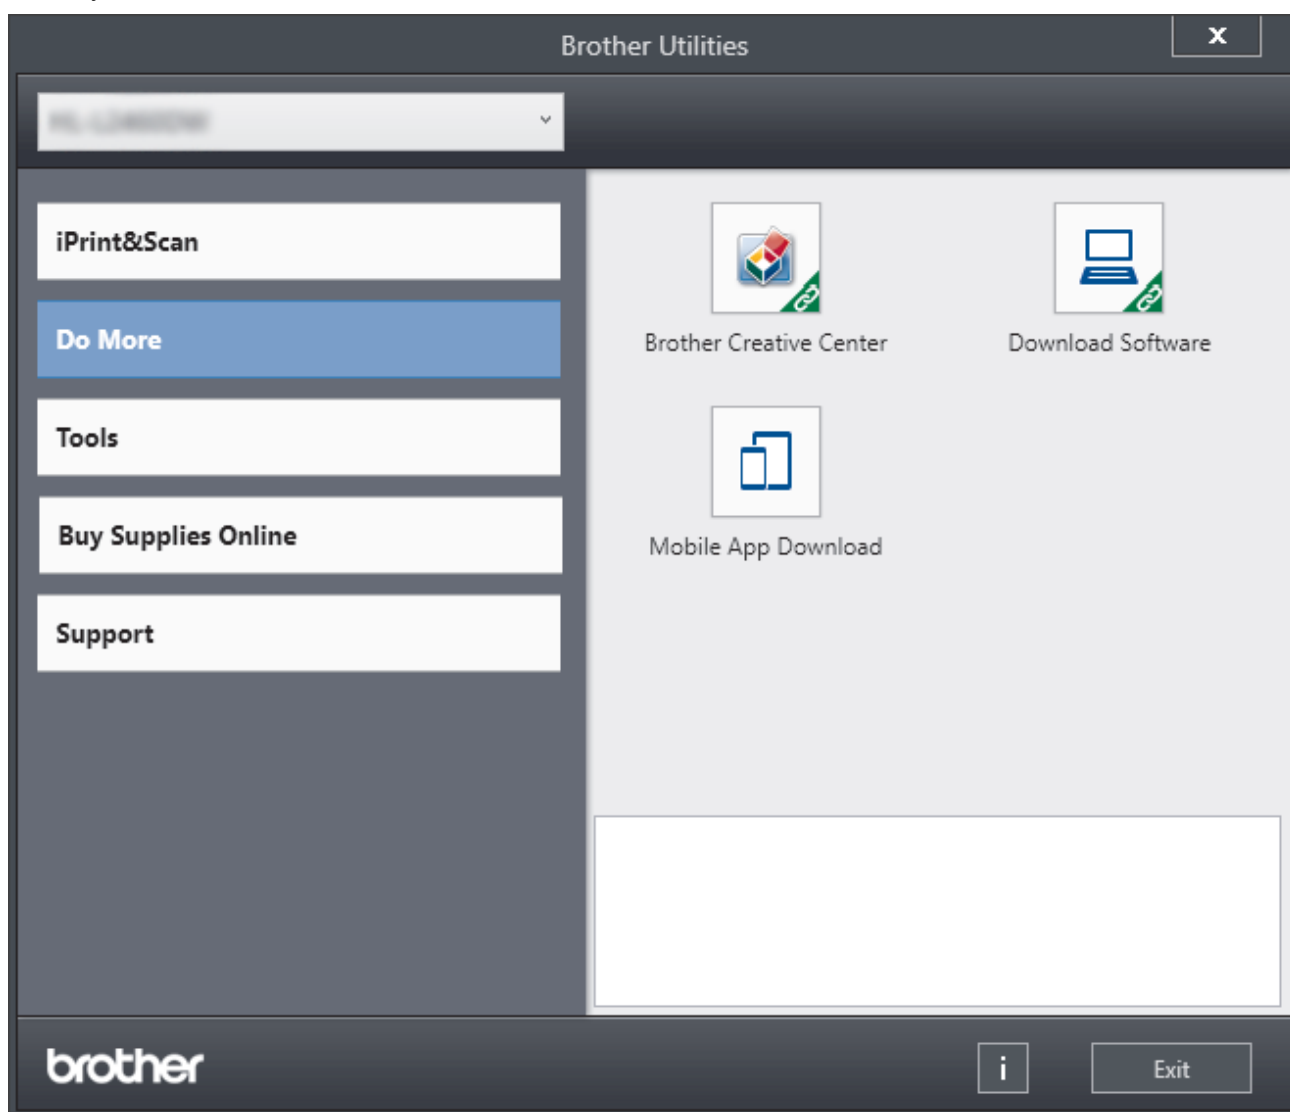 Brother Utilities
X
iPrint&Scan
Do More
Tools
Buy Supplies Online
Support
Brother Creative Center
Download Software
Mobile App Download
brother
i
Exit